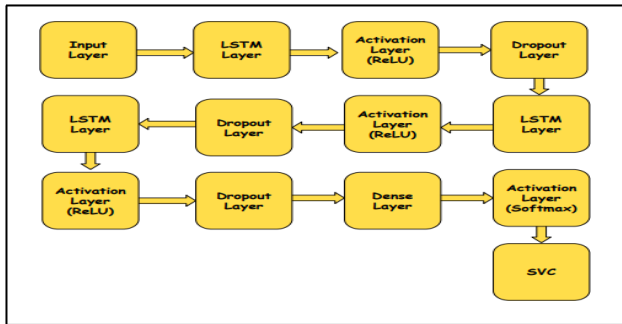 Input
Layer
LSTM
Layer
Activation
Layer
(ReLU)
Dropout
Layer
LSTM
Layer
Dropout
Layer
Activation
Layer
(ReLU)
LSTM
Layer
Activation
Layer
(ReLU)
Dropout
Layer
Dense
Layer
Activation
Layer
(Softmax)
SVC